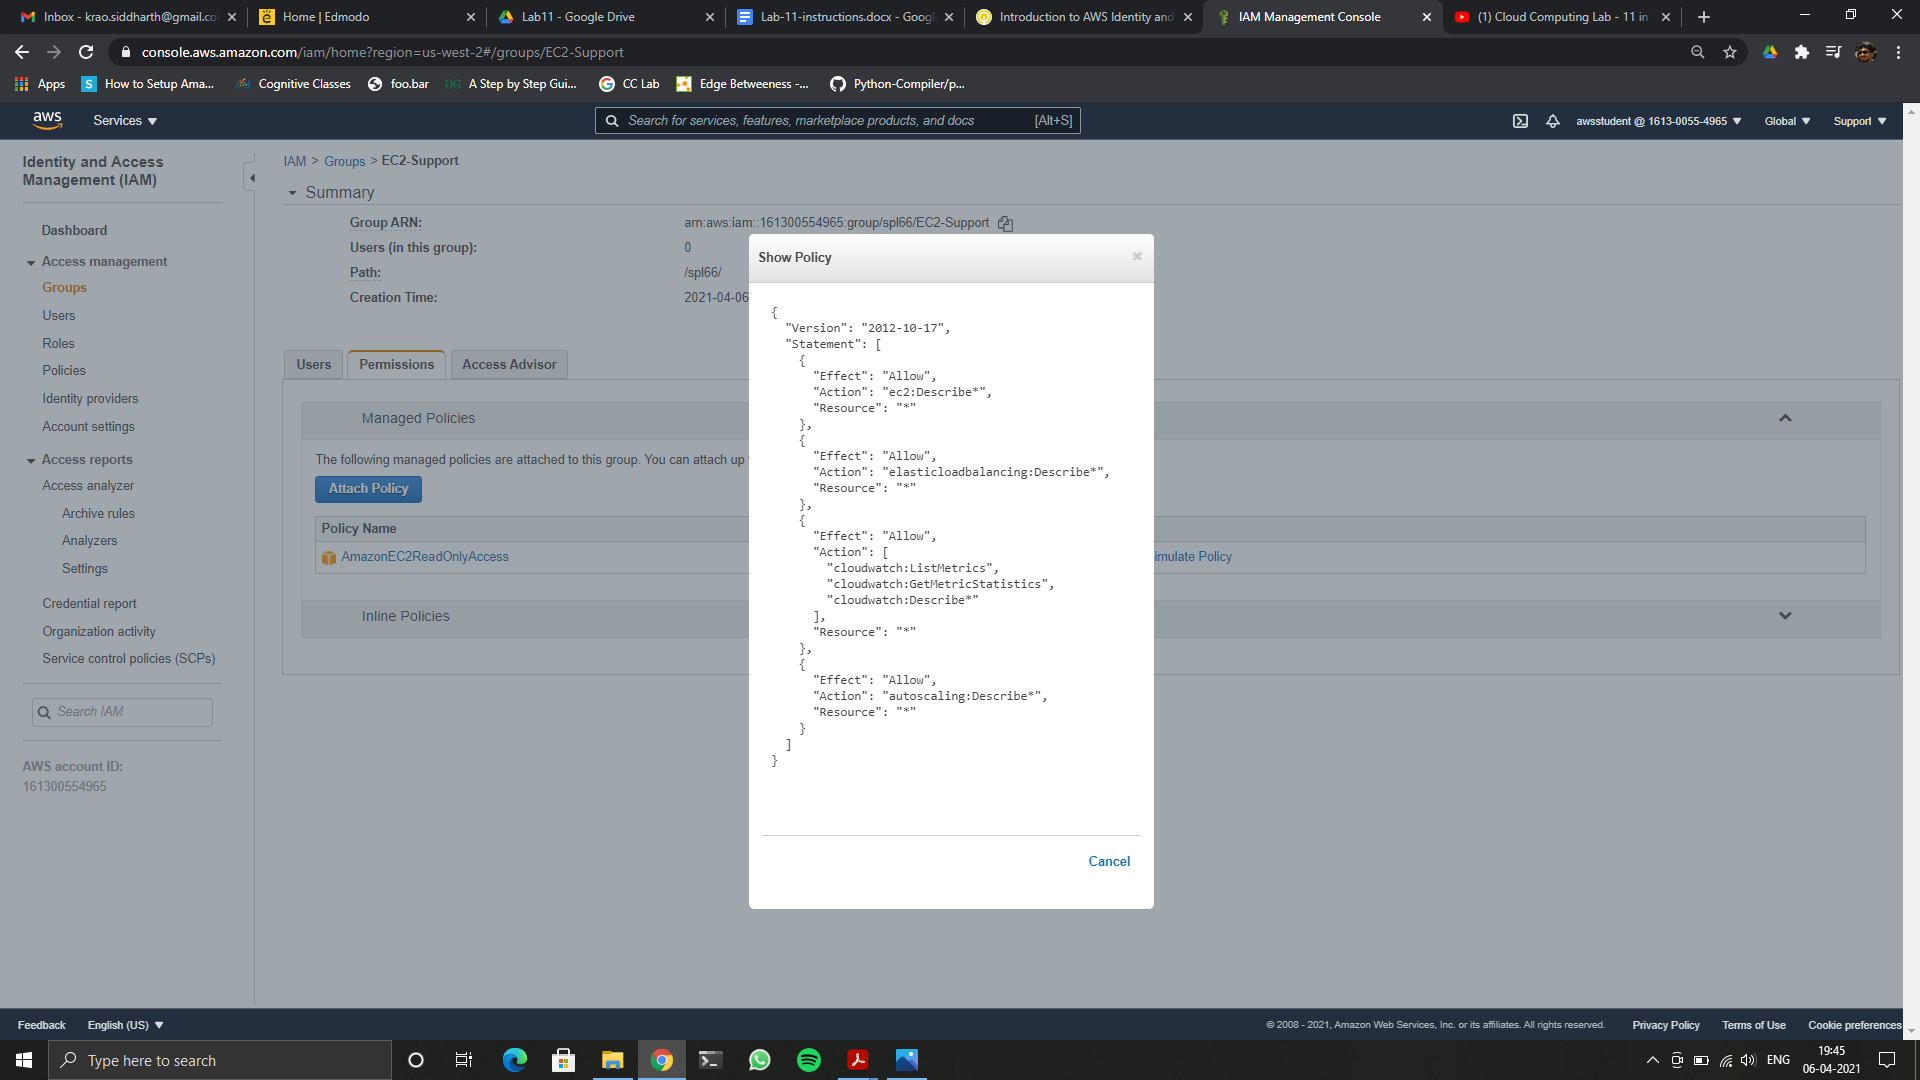 Inbox - krao.siddharth@gmail.co
Home | Edmodo
Lab11 - Google Drive
Lab-11-instructions.docx - Goog
Introduction to AWS Identity and
IAM Management Console
(1) Cloud Computing Lab - 11 in
console.aws.amazon.com/iam/home?region=us-west-2#/groups/EC2-Support
Apps
How to Setup Ama...
Cognitive Classes
foo.bar
A Step by Step Gui...
CC Lab
Edge Betweeness -...
Python-Compiler/p...
aws
Services
Search for services, features, marketplace products, and docs
[Alt+S]
awsstudent @ 1613-0055-4965
Global
Support
Identity and Access
Management (IAM)
Dashboard
Access management
Groups
Users
Roles
Policies
Identity providers
Account settings
Access reports
Access analyzer
Archive rules
Analyzers
Settings
Credential report
Organization activity
Service control policies (SCPs)
Search IAM
AWS account ID:
161300554965
IAM > Groups > EC2-Support
Summary
Group ARN:
arn:aws:iam::161300554965:group/spl66/EC2-Support
Users (in this group):
0
Path:
/spl66/
Creation Time:
2021-04-06
Users
Permissions
Access Advisor
Managed Policies
The following managed policies are attached to this group. You can attach up
Attach Policy
Policy Name
AmazonEC2ReadOnlyAccess
imulate Policy
Inline Policies
Show Policy
{
"Version": "2012-10-17",
"Statement": [
{
"Effect": "Allow",
"Action": "ec2:Describe*",
"Resource": "*"
},
{
"Effect": "Allow",
"Action": "elasticloadbalancing:Describe*",
"Resource": "*"
},
{
"Effect": "Allow",
"Action": [
"cloudwatch:ListMetrics",
"cloudwatch:GetMetricStatistics",
"cloudwatch:Describe*"
],
"Resource": "*"
},
{
"Effect": "Allow",
"Action": "autoscaling:Describe*",
"Resource": "*"
}
]
}
Cancel
Feedback
English (US)
© 2008 - 2021, Amazon Web Services, Inc. or its affiliates. All rights reserved.
Privacy Policy
Terms of Use
Cookie preferences
Type here to search
ENG
19:45
06-04-2021